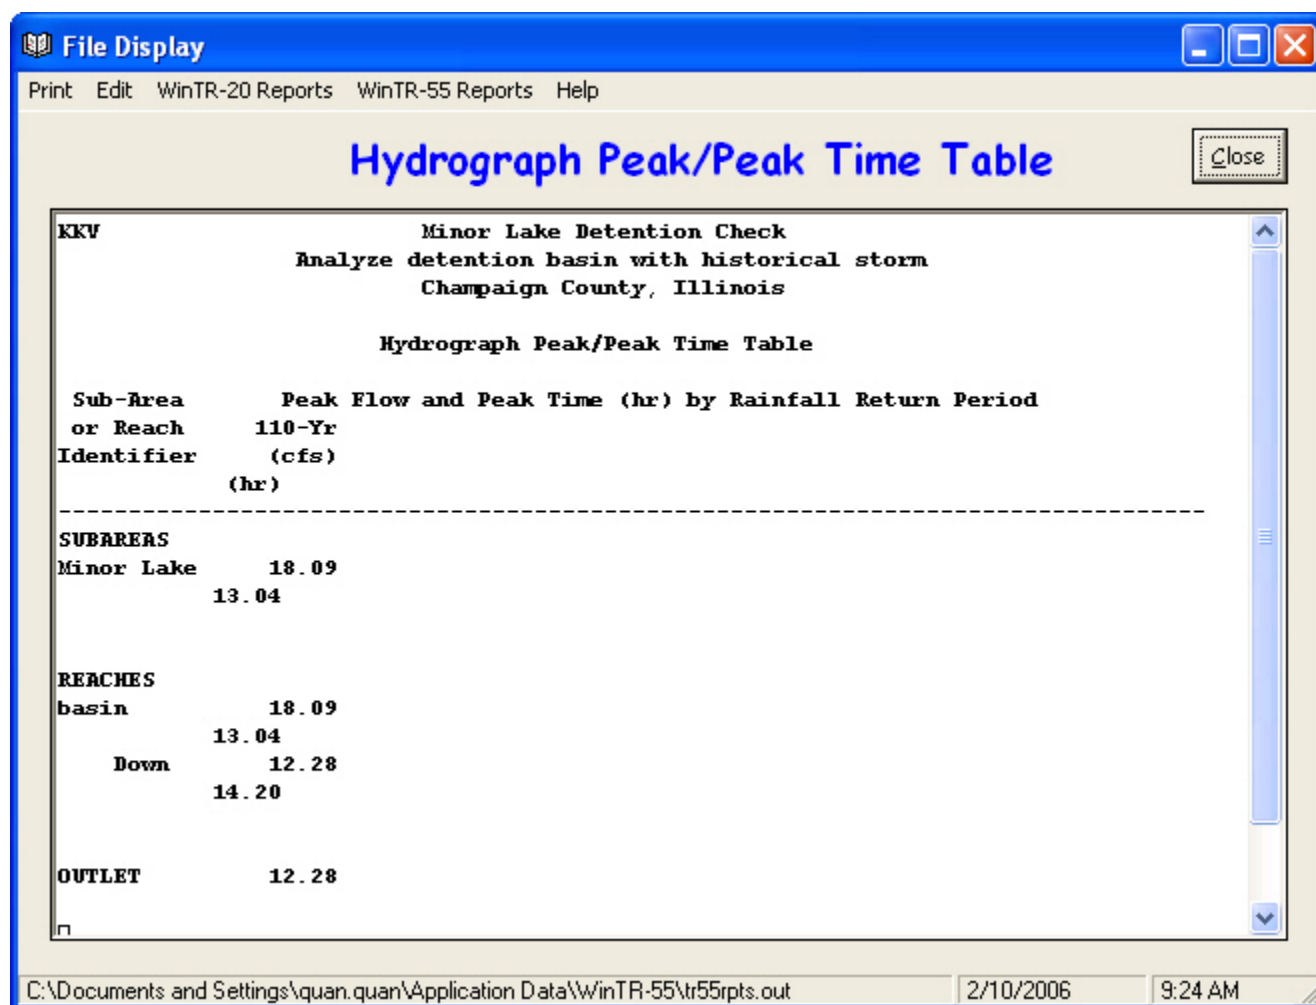 File Display
Print Edit WinTR-20 Reports WinTR-55 Reports Help
Hydrograph Peak/Peak Time Table
Close
KKV Minor Lake Detention Check
Analyze detention basin with historical storm
Champaign County, Illinois
Hydrograph Peak/Peak Time Table
Sub-Area Peak Flow and Peak Time (hr) by Rainfall Return Period
or Reach 110-Yr
Identifier (cfs)
(hr)
--------------------------------------------------------------------------------
SUBAREAS
Minor Lake 18.09
13.04
REACHES
basin 18.09
13.04
Down 12.28
14.20
OUTLET 12.28
C:\Documents and Settings\quan.quan\Application Data\WinTR-55\tr55rpts.out 2/10/2006 9:24 AM